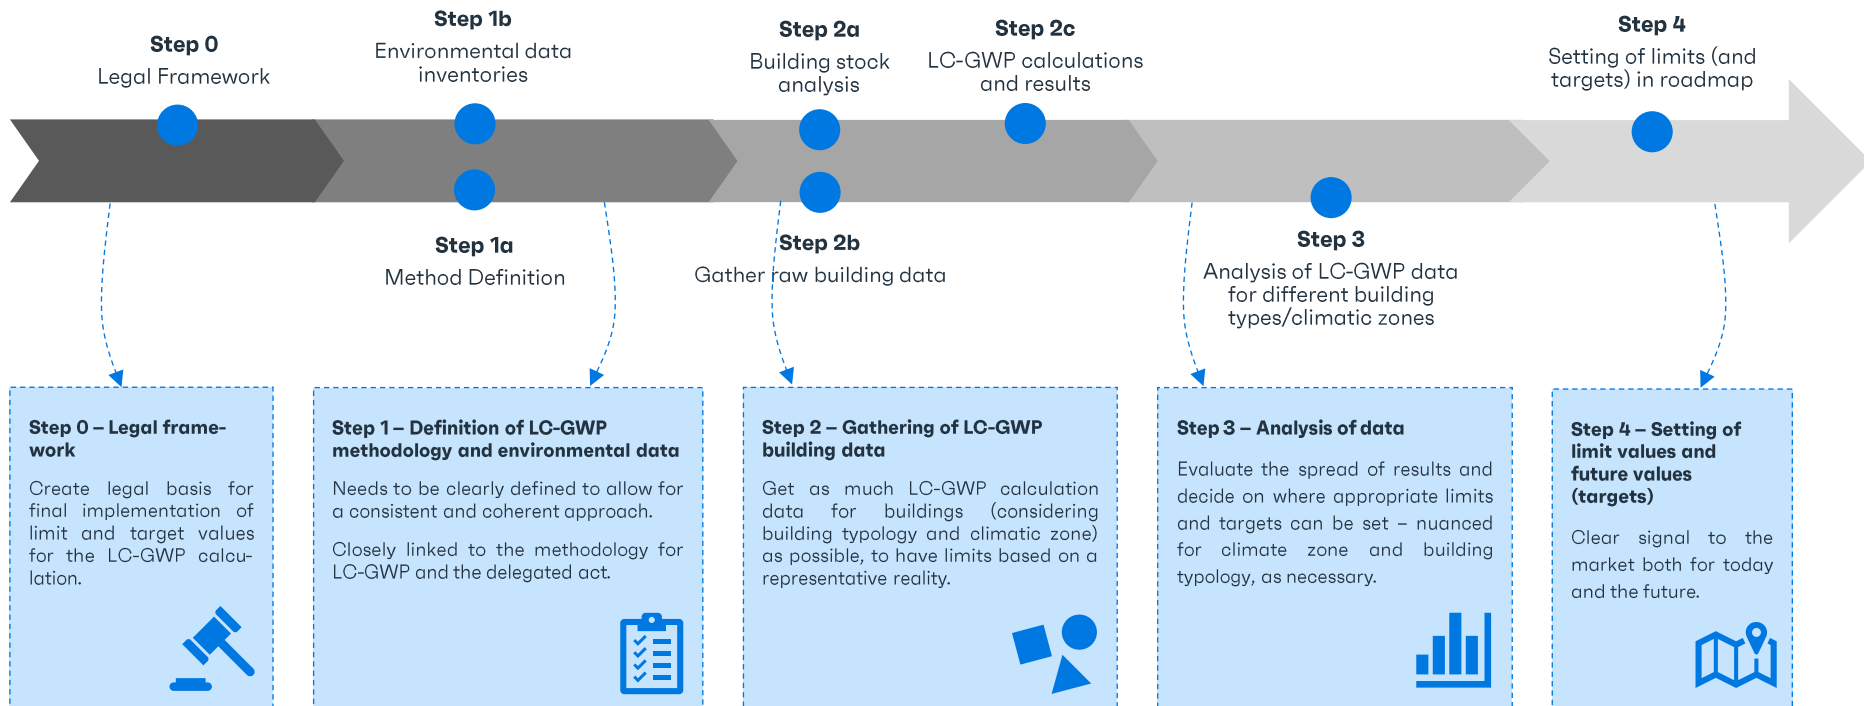 Step 0
Legal Framework
Step 1b
Environmental data
inventories
Step 2a
Building stock
analysis
Step 2c
LC-GWP calculations
and results
Step 4
Setting of limits (and
targets) in roadmap
Step 1a
Method Definition
Step 2b
Gather raw building data
Step 3
Analysis of LC-GWP data
for different building
types/climatic zones
Step 0 – Legal frame-
work
Create legal basis for
final implementation of
limit and target values
for the LC-GWP calcu-
lation.
Step 1 – Definition of LC-GWP
methodology and environmental data
Needs to be clearly defined to allow for
a consistent and coherent approach.
Closely linked to the methodology for
LC-GWP and the delegated act.
Step 2 – Gathering of LC-GWP
building data
Get as much LC-GWP calculation
data for buildings (considering
building typology and climatic zone)
as possible, to have limits based on a
representative reality.
Step 3 – Analysis of data
Evaluate the spread of results and
decide on where appropriate limits
and targets can be set – nuanced
for climate zone and building
typology, as necessary.
Step 4 – Setting of
limit values and
future values
(targets)
Clear signal to the
market both for today
and the future.